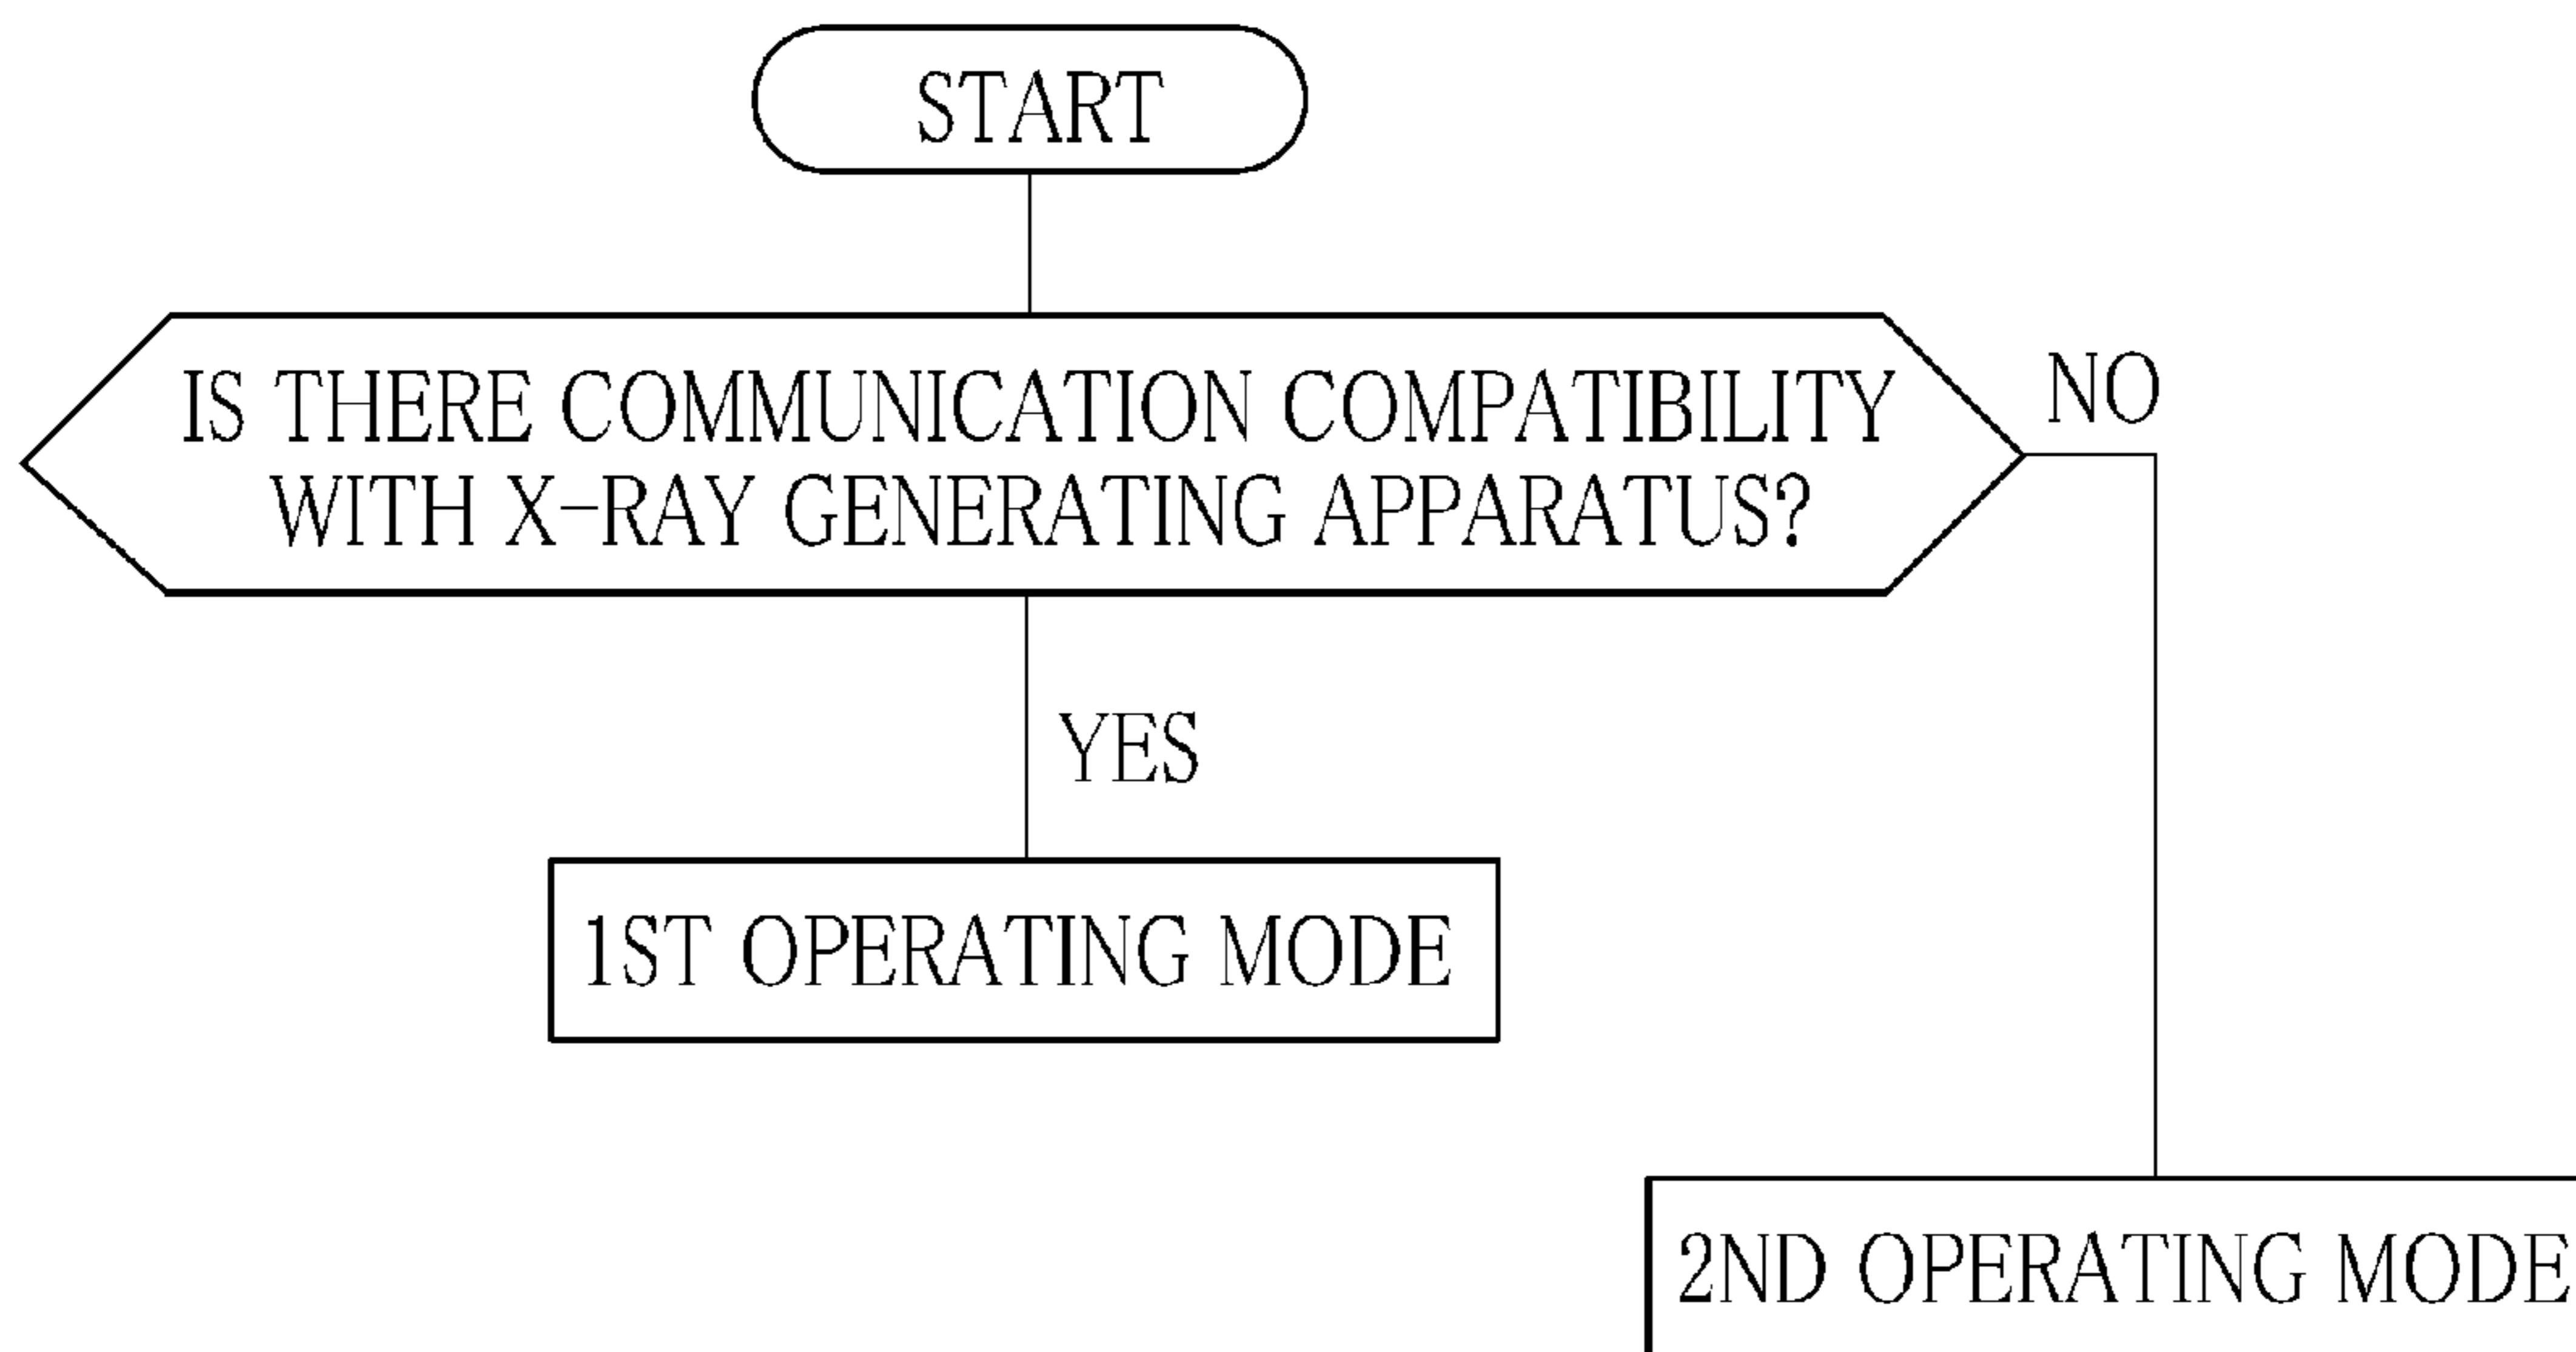 START
IS THERE COMMUNICATION COMPATIBILITY
WITH X-RAY GENERATING APPARATUS?
NO
YES
1ST OPERATING MODE
2ND OPERATING MODE